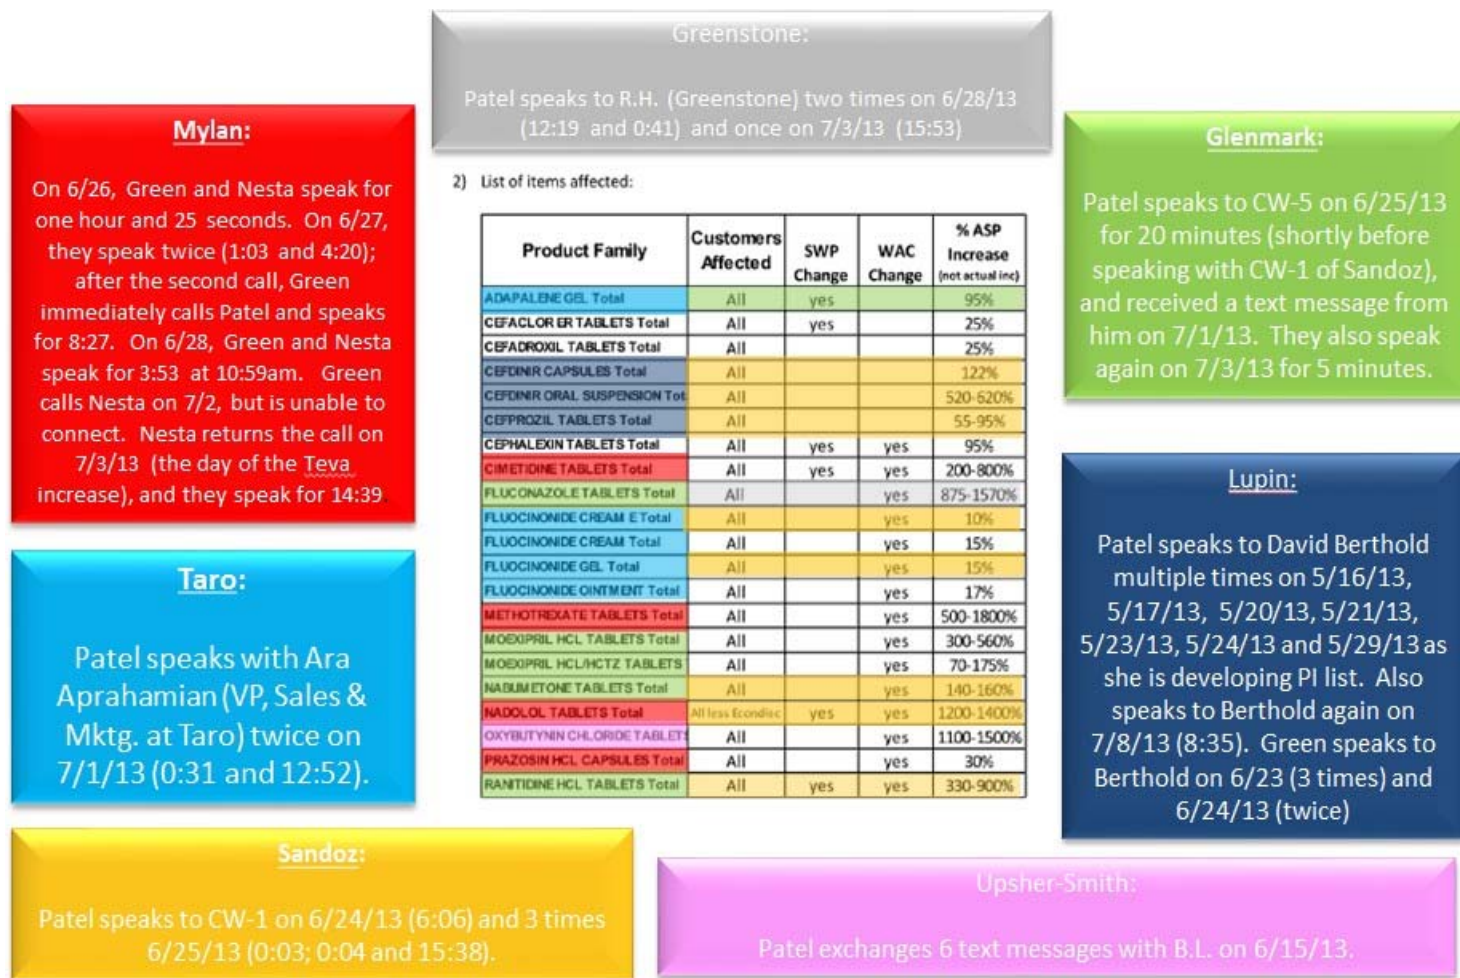 Greenstone:
Patel speaks to R.H. (Greenstone) two times on 6/28/13
(12:19 and 0:41) and once on 7/3/13 (15:53)
Mylan:
On 6/26, Green and Nesta speak for
one hour and 25 seconds. On 6/27,
they speak twice (1:03 and 4:20);
after the second call, Green
immediately calls Patel and speaks
for 8:27. On 6/28, Green and Nesta
speak for 3:53 at 10:59am. Green
calls Nesta on 7/2, but is unable to
connect. Nesta returns the call on
7/3/13 (the day of the Teva
increase), and they speak for 14:39.
Glenmark:
Patel speaks to CW-5 on 6/25/13
for 20 minutes (shortly before
speaking with CW-1 of Sandoz),
and received a text message from
him on 7/1/13. They also speak
again on 7/3/13 for 5 minutes.
2) List of items affected:
Product Family Customers Affected SWP Change WAC Change % ASP Increase (not actual inc)
ADAPALENE GEL Total All yes 95%
CEFACLOR ER TABLETS Total All yes 25%
CEFADROXIL TABLETS Total All 25%
CEFDINIR CAPSULES Total All 122%
CEFDINIR ORAL SUSPENSION Tot All 520-620%
CEFPROZIL TABLETS Total All 55-95%
CEPHALEXIN TABLETS Total All yes yes 95%
CIMETIDINE TABLETS Total All yes yes 200-800%
FLUCONAZOLE TABLETS Total All yes 875-1570%
FLUOCINONIDE CREAM E Total All yes 10%
FLUOCINONIDE CREAM Total All yes 15%
FLUOCINONIDE GEL Total All yes 15%
FLUOCINONIDE OINTMENT Total All yes 17%
METHOTREXATE TABLETS Total All yes 500-1800%
MOEXIPRIL HCL TABLETS Total All yes 300-560%
MOEXIPRIL HCL/HCTZ TABLETS All yes 70-175%
NABUMETONE TABLETS Total All yes 140-160%
NADOLOL TABLETS Total All less Econdisc yes yes 1200-1400%
OXYBUTYNIN CHLORIDE TABLETS All yes 1100-1500%
PRAZOSIN HCL CAPSULES Total All yes 30%
RANITIDINE HCL TABLETS Total All yes yes 330-900%
Taro:
Patel speaks with Ara
Aprahamian (VP, Sales &
Mktg. at Taro) twice on
7/1/13 (0:31 and 12:52).
Lupin:
Patel speaks to David Berthold
multiple times on 5/16/13,
5/17/13, 5/20/13, 5/21/13,
5/23/13, 5/24/13 and 5/29/13 as
she is developing PI list. Also
speaks to Berthold again on
7/8/13 (8:35). Green speaks to
Berthold on 6/23 (3 times) and
6/24/13 (twice)
Sandoz:
Patel speaks to CW-1 on 6/24/13 (6:06) and 3 times
6/25/13 (0:03; 0:04 and 15:38).
Upsher-Smith:
Patel exchanges 6 text messages with B.L. on 6/15/13.